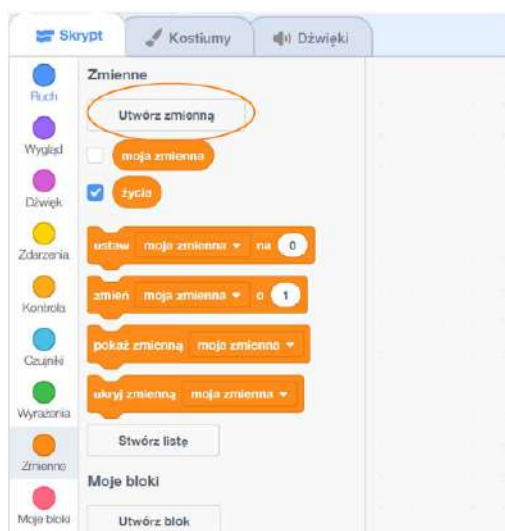 Skrypt Kostiumy Dźwięki
Ruch
Wygląd
Dźwięk
Zdarzenia
Kontrola
Czujniki
Wyrażenia
Zmienne
Moje bloki
Zmienne
Utwórz zmienną
moja zmienna
życia
ustaw moja zmienna na 0
zmień moja zmienna o 1
pokaż zmienną moja zmienna
ukryj zmienną moja zmienna
Stwórz listę
Moje bloki
Utwórz blok